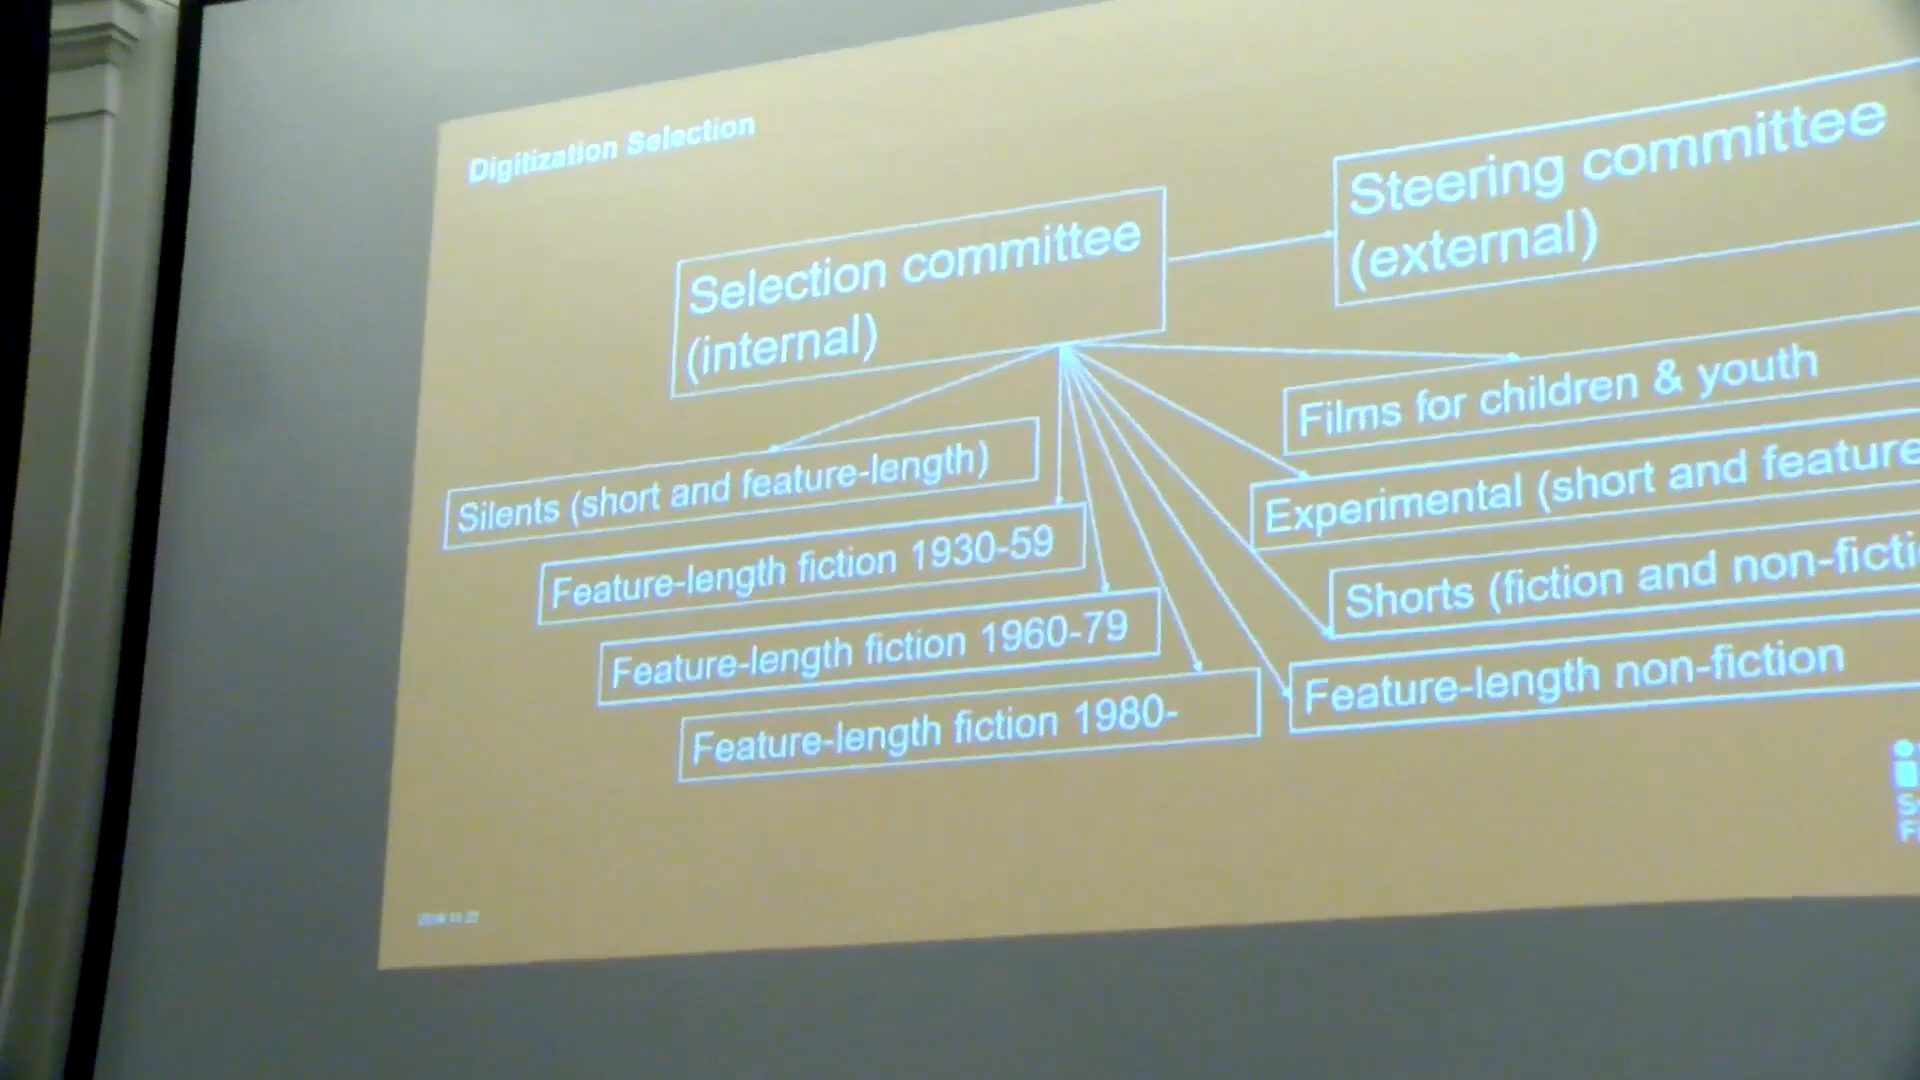 Digitization Selection
Steering committee
(external)
Selection committee
(internal)
Films for children & youth
Silents (short and feature-length)
Experimental (short and feature
Feature-length fiction 1930-59
Shorts (fiction and
Feature-length fiction 1960-79
Feature-length non-fiction
Feature-length fiction 1980-